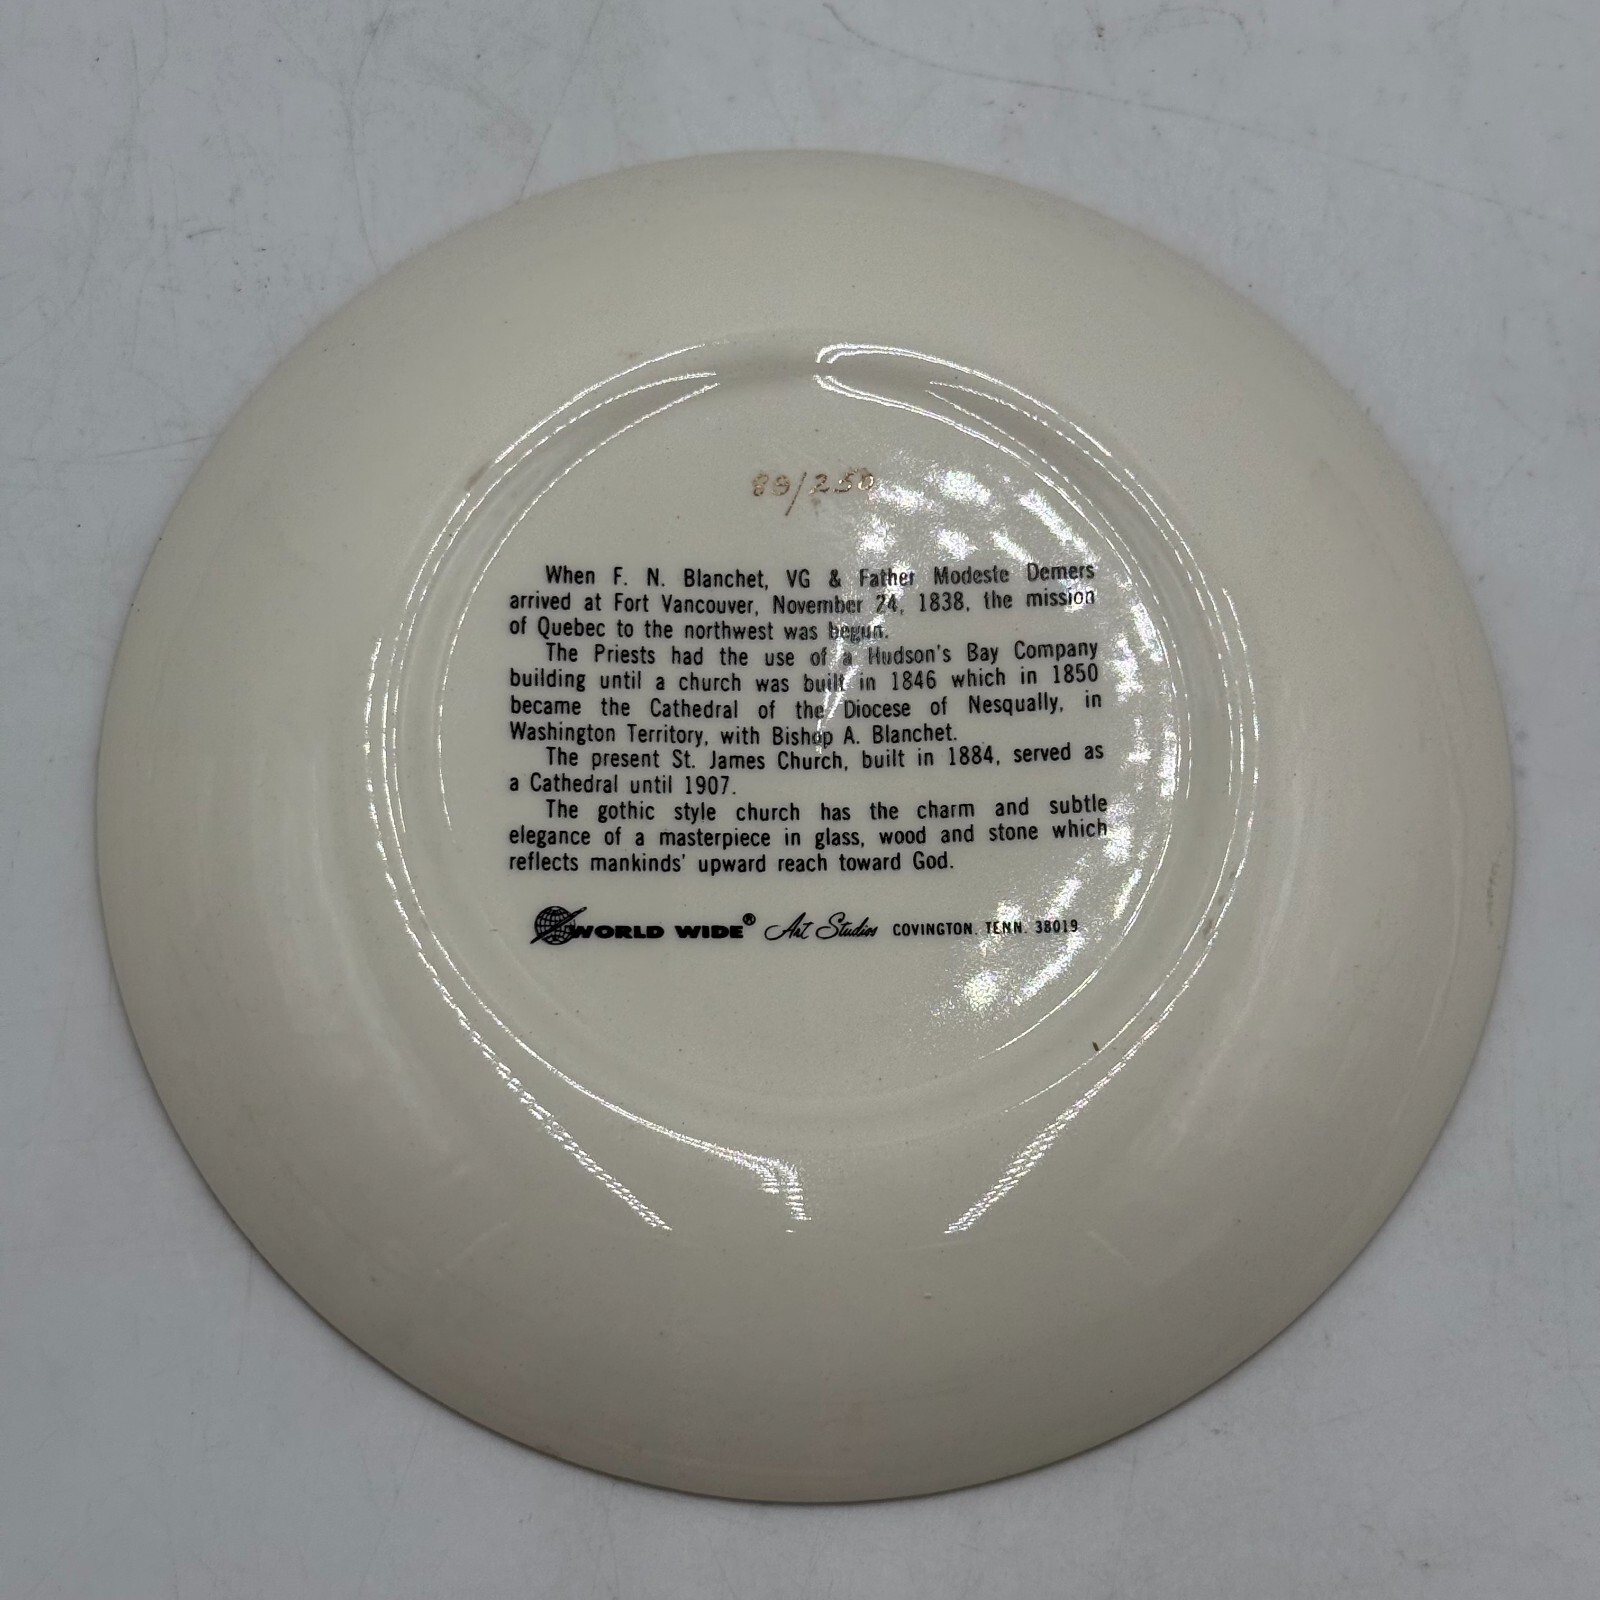 89/250
When F. N. Blanchet, VG & Father Modeste Demers
arrived at Fort Vancouver, November 24, 1838, the mission
of Quebec to the northwest was begun.
The Priests had the use of a Hudson's Bay Company
building until a church was built in 1846 which in 1850
became the Cathedral of the Diocese of Nesqually, in
Washington Territory, with Bishop A. Blanchet.
The present St. James Church, built in 1884, served as
a Cathedral until 1907.
The gothic style church has the charm and subtle
elegance of a masterpiece in glass, wood and stone which
reflects mankinds' upward reach toward God.
WORLD WIDE® Art Studios COVINGTON, TENN. 38019